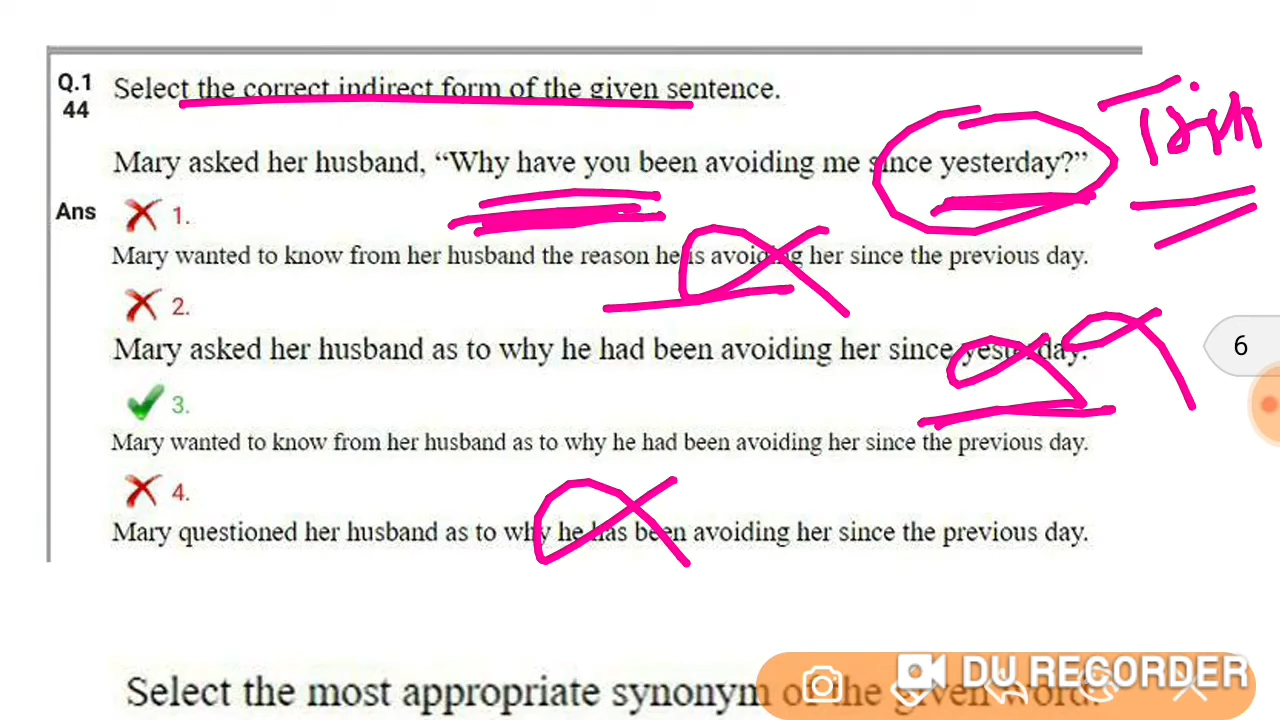 Q.1
44
Select the correct indirect form of the given sentence.
Mary asked her husband, “Why have you been avoiding me since yesterday?”
Trick
Ans
1.
Mary wanted to know from her husband the reason he is avoiding her since the previous day.
2.
Mary asked her husband as to why he had been avoiding her since yesterday.
6
3.
Mary wanted to know from her husband as to why he had been avoiding her since the previous day.
4.
Mary questioned her husband as to why he has been avoiding her since the previous day.
Select the most appropriate synonym of the given word.
DU RECORDER